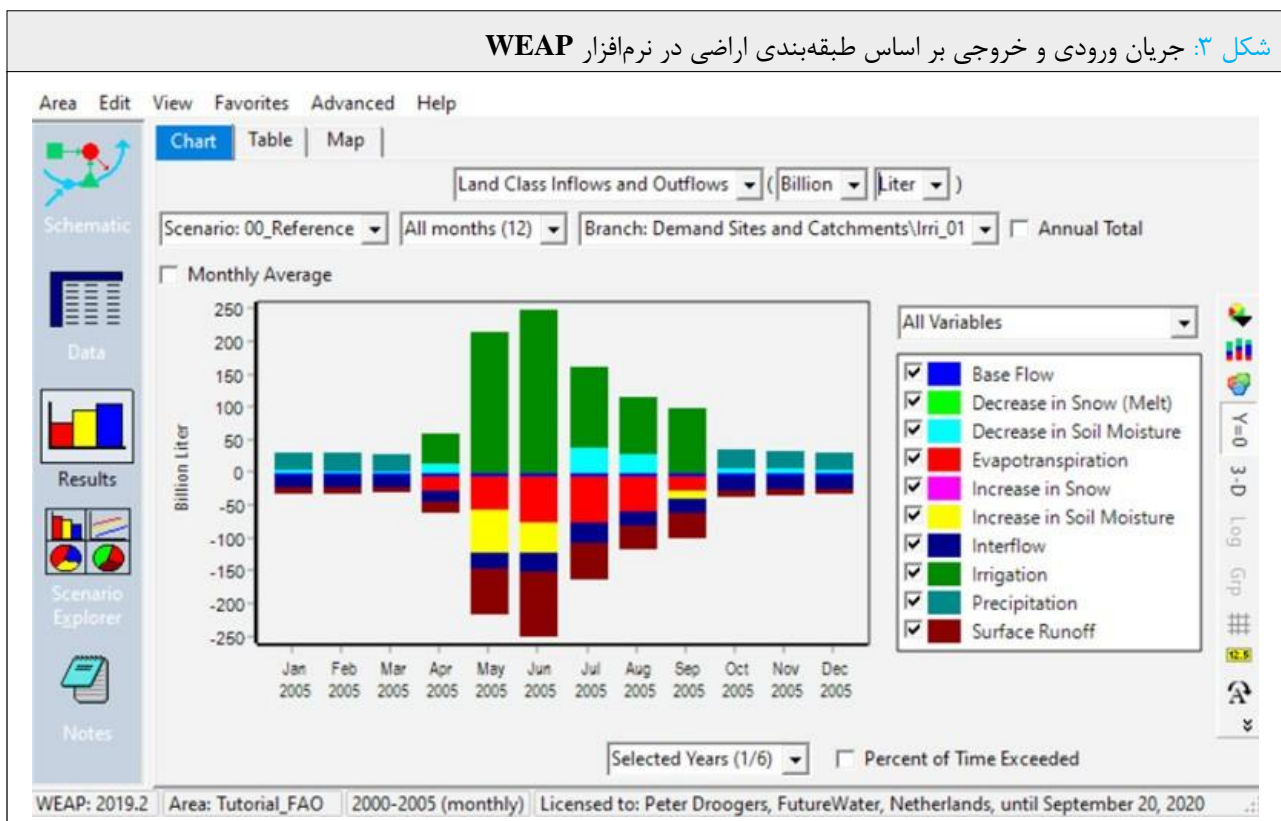 شکل ۳: جریان ورودی و خروجی بر اساس طبقه‌بندی اراضی در نرم‌افزار WEAP
Area Edit View Favorites Advanced Help
Chart Table Map
Land Class Inflows and Outflows ( Billion Liter )
Scenario: 00_Reference All months (12) Branch: Demand Sites and Catchments\Irri_01 Annual Total
Monthly Average
Schematic
Data
Results
Scenario
Explorer
Notes
Billion Liter
250
200
150
100
50
0
-50
-100
-150
-200
-250
Jan Feb Mar Apr May Jun Jul Aug Sep Oct Nov Dec
2005 2005 2005 2005 2005 2005 2005 2005 2005 2005 2005 2005
All Variables
Base Flow
Decrease in Snow (Melt)
Decrease in Soil Moisture
Evapotranspiration
Increase in Snow
Increase in Soil Moisture
Interflow
Irrigation
Precipitation
Surface Runoff
Y=0
3-D
Log
Grp
12.5
A
Selected Years (1/6) Percent of Time Exceeded
WEAP: 2019.2 Area: Tutorial_FAO 2000-2005 (monthly) Licensed to: Peter Droogers, FutureWater, Netherlands, until September 20, 2020